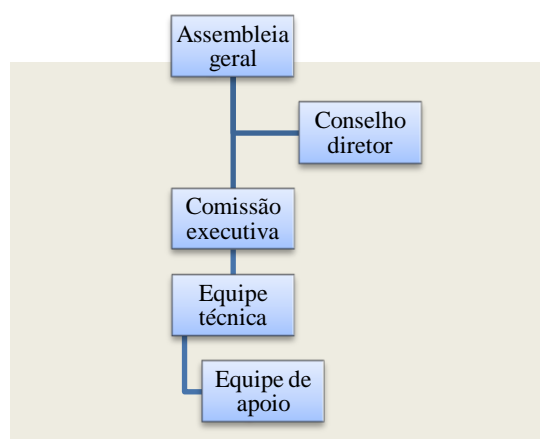 Assembleia
geral
Conselho
diretor
Comissão
executiva
Equipe
técnica
Equipe de
apoio